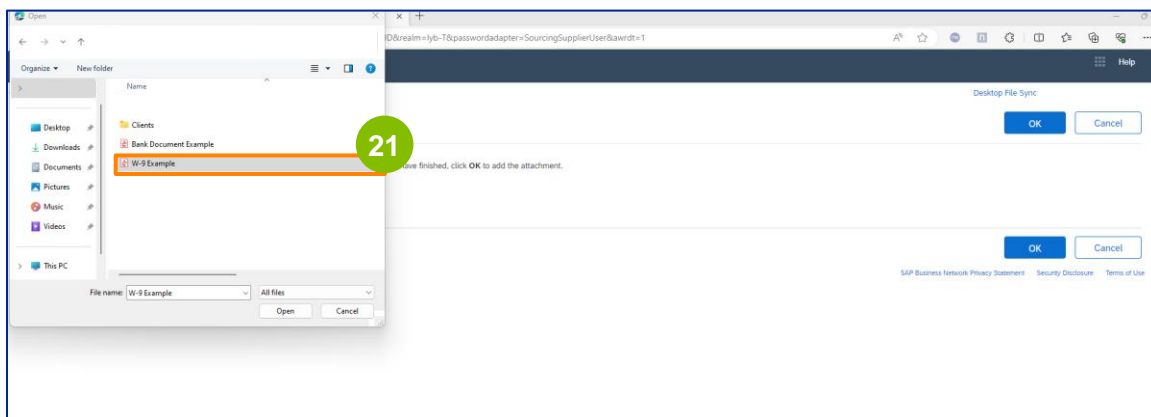 Open
D&realm=lyb-T&passwordadapter=SourcingSupplierUser&awrdt=1
Organize New folder
Help
Name
Desktop File Sync
Desktop
Clients
OK Cancel
Downloads
Bank Document Example
21
Documents
W-9 Example
ave finished, click OK to add the attachment.
Pictures
Music
Videos
OK Cancel
This PC
SAP Business Network Privacy Statement Security Disclosure Terms of Use
File name: W-9 Example All files
Open Cancel